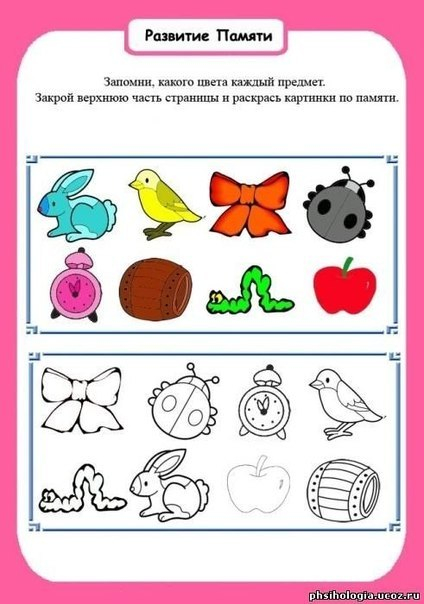 Развитие Памяти
Запомни, какого цвета каждый предмет.
Закрой верхнюю часть страницы и раскрась картинки по памяти.
phsihologia.ucoz.ru